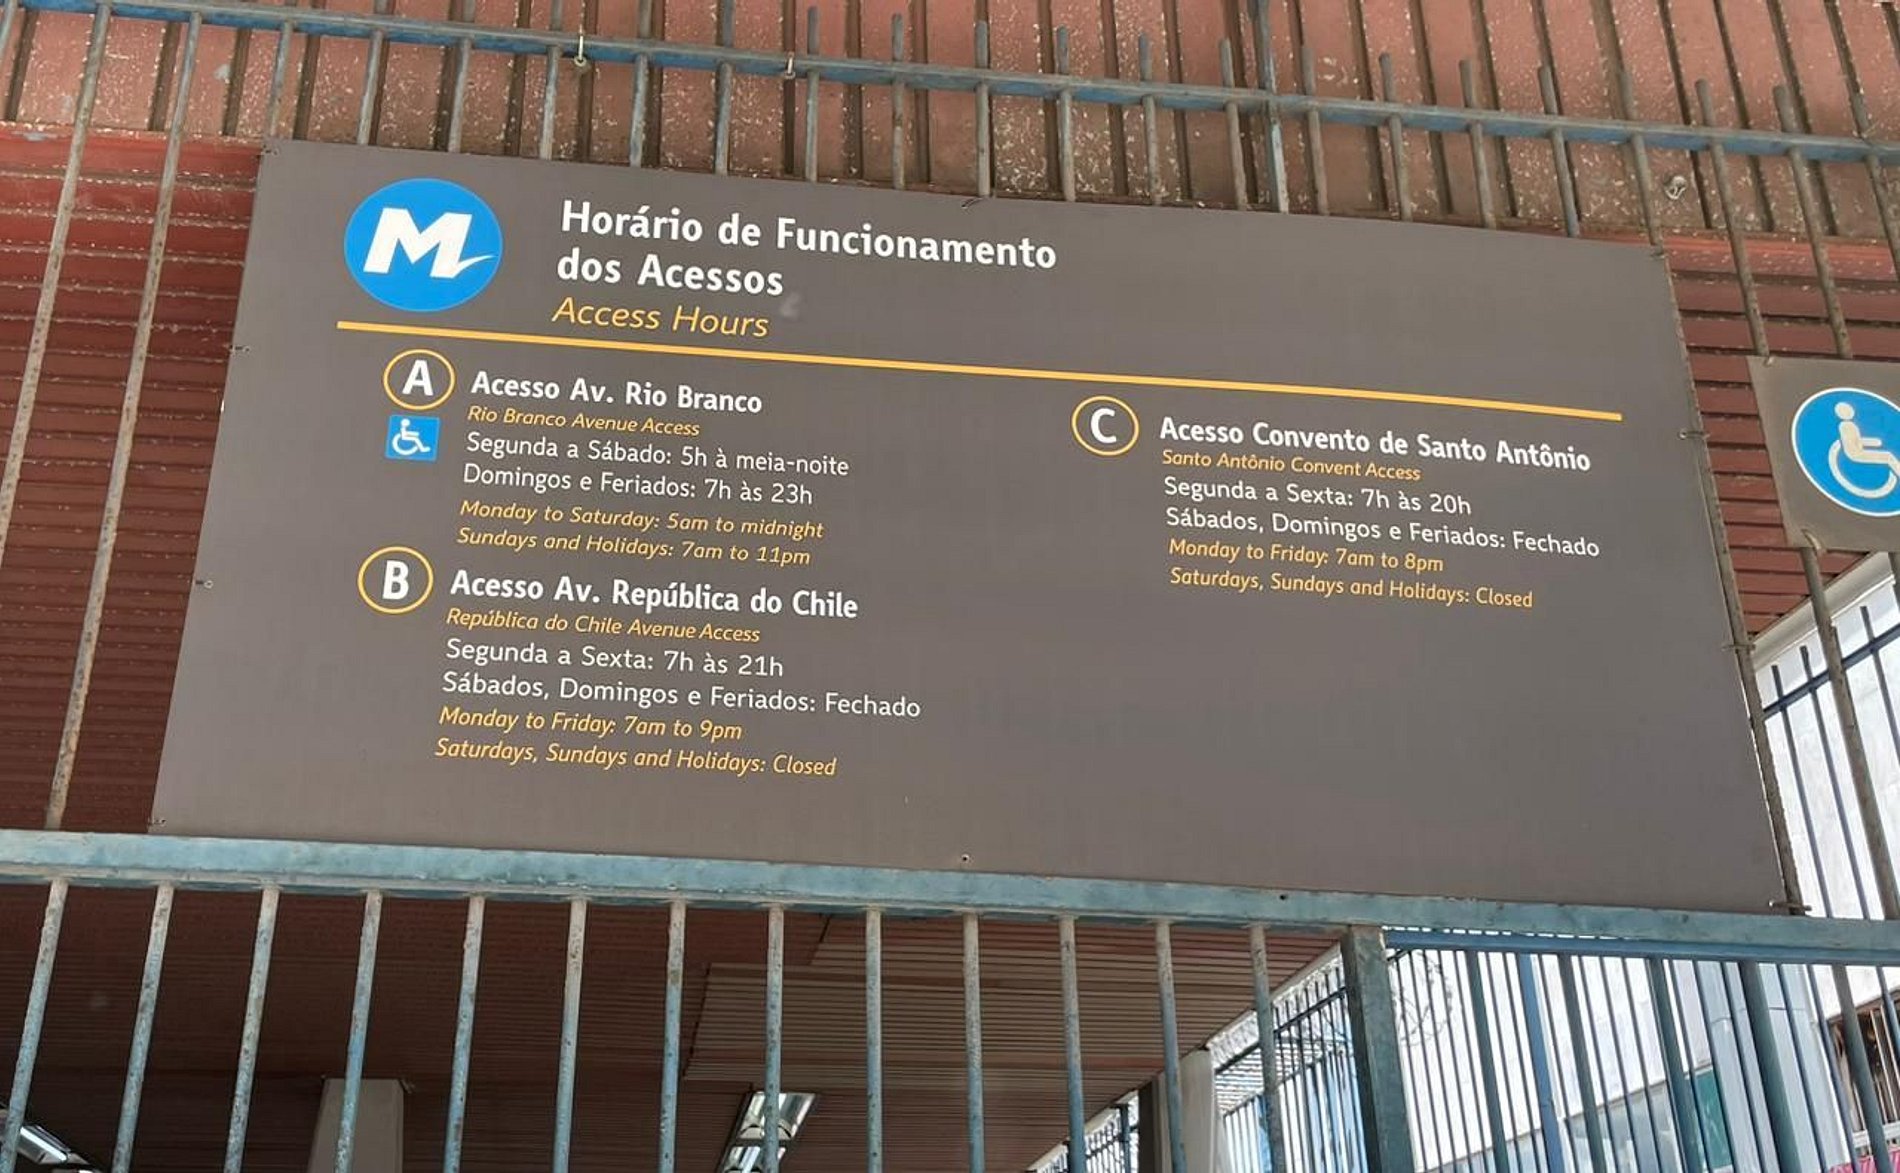 M
Horário de Funcionamento
dos Acessos
Access Hours
A
Acesso Av. Rio Branco
Rio Branco Avenue Access
Segunda a Sábado: 5h à meia-noite
Domingos e Feriados: 7h às 23h
Monday to Saturday: 5am to midnight
Sundays and Holidays: 7am to 11pm
B
Acesso Av. República do Chile
República do Chile Avenue Access
Segunda a Sexta: 7h às 21h
Sábados, Domingos e Feriados: Fechado
Monday to Friday: 7am to 9pm
Saturdays, Sundays and Holidays: Closed
C
Acesso Convento de Santo Antônio
Santo Antônio Convent Access
Segunda a Sexta: 7h às 20h
Sábados, Domingos e Feriados: Fechado
Monday to Friday: 7am to 8pm
Saturdays, Sundays and Holidays: Closed